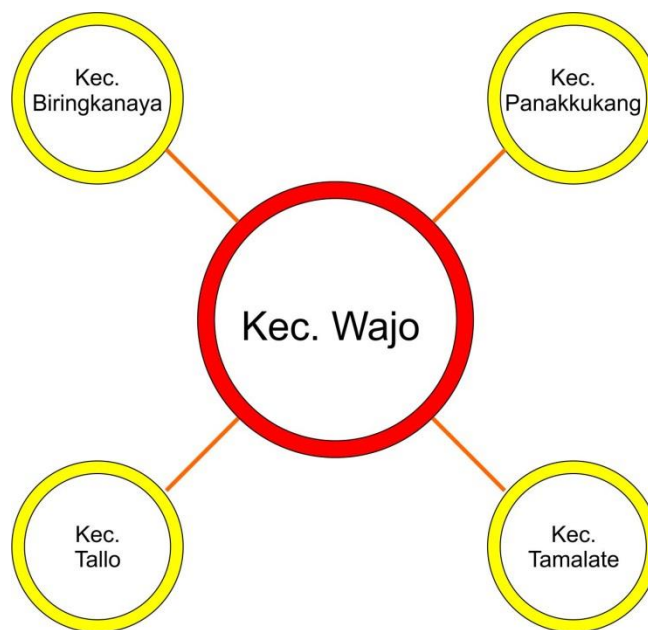 Kec.
Biringkanaya
Kec.
Panakkukang
Kec. Wajo
Kec.
Tallo
Kec.
Tamalate